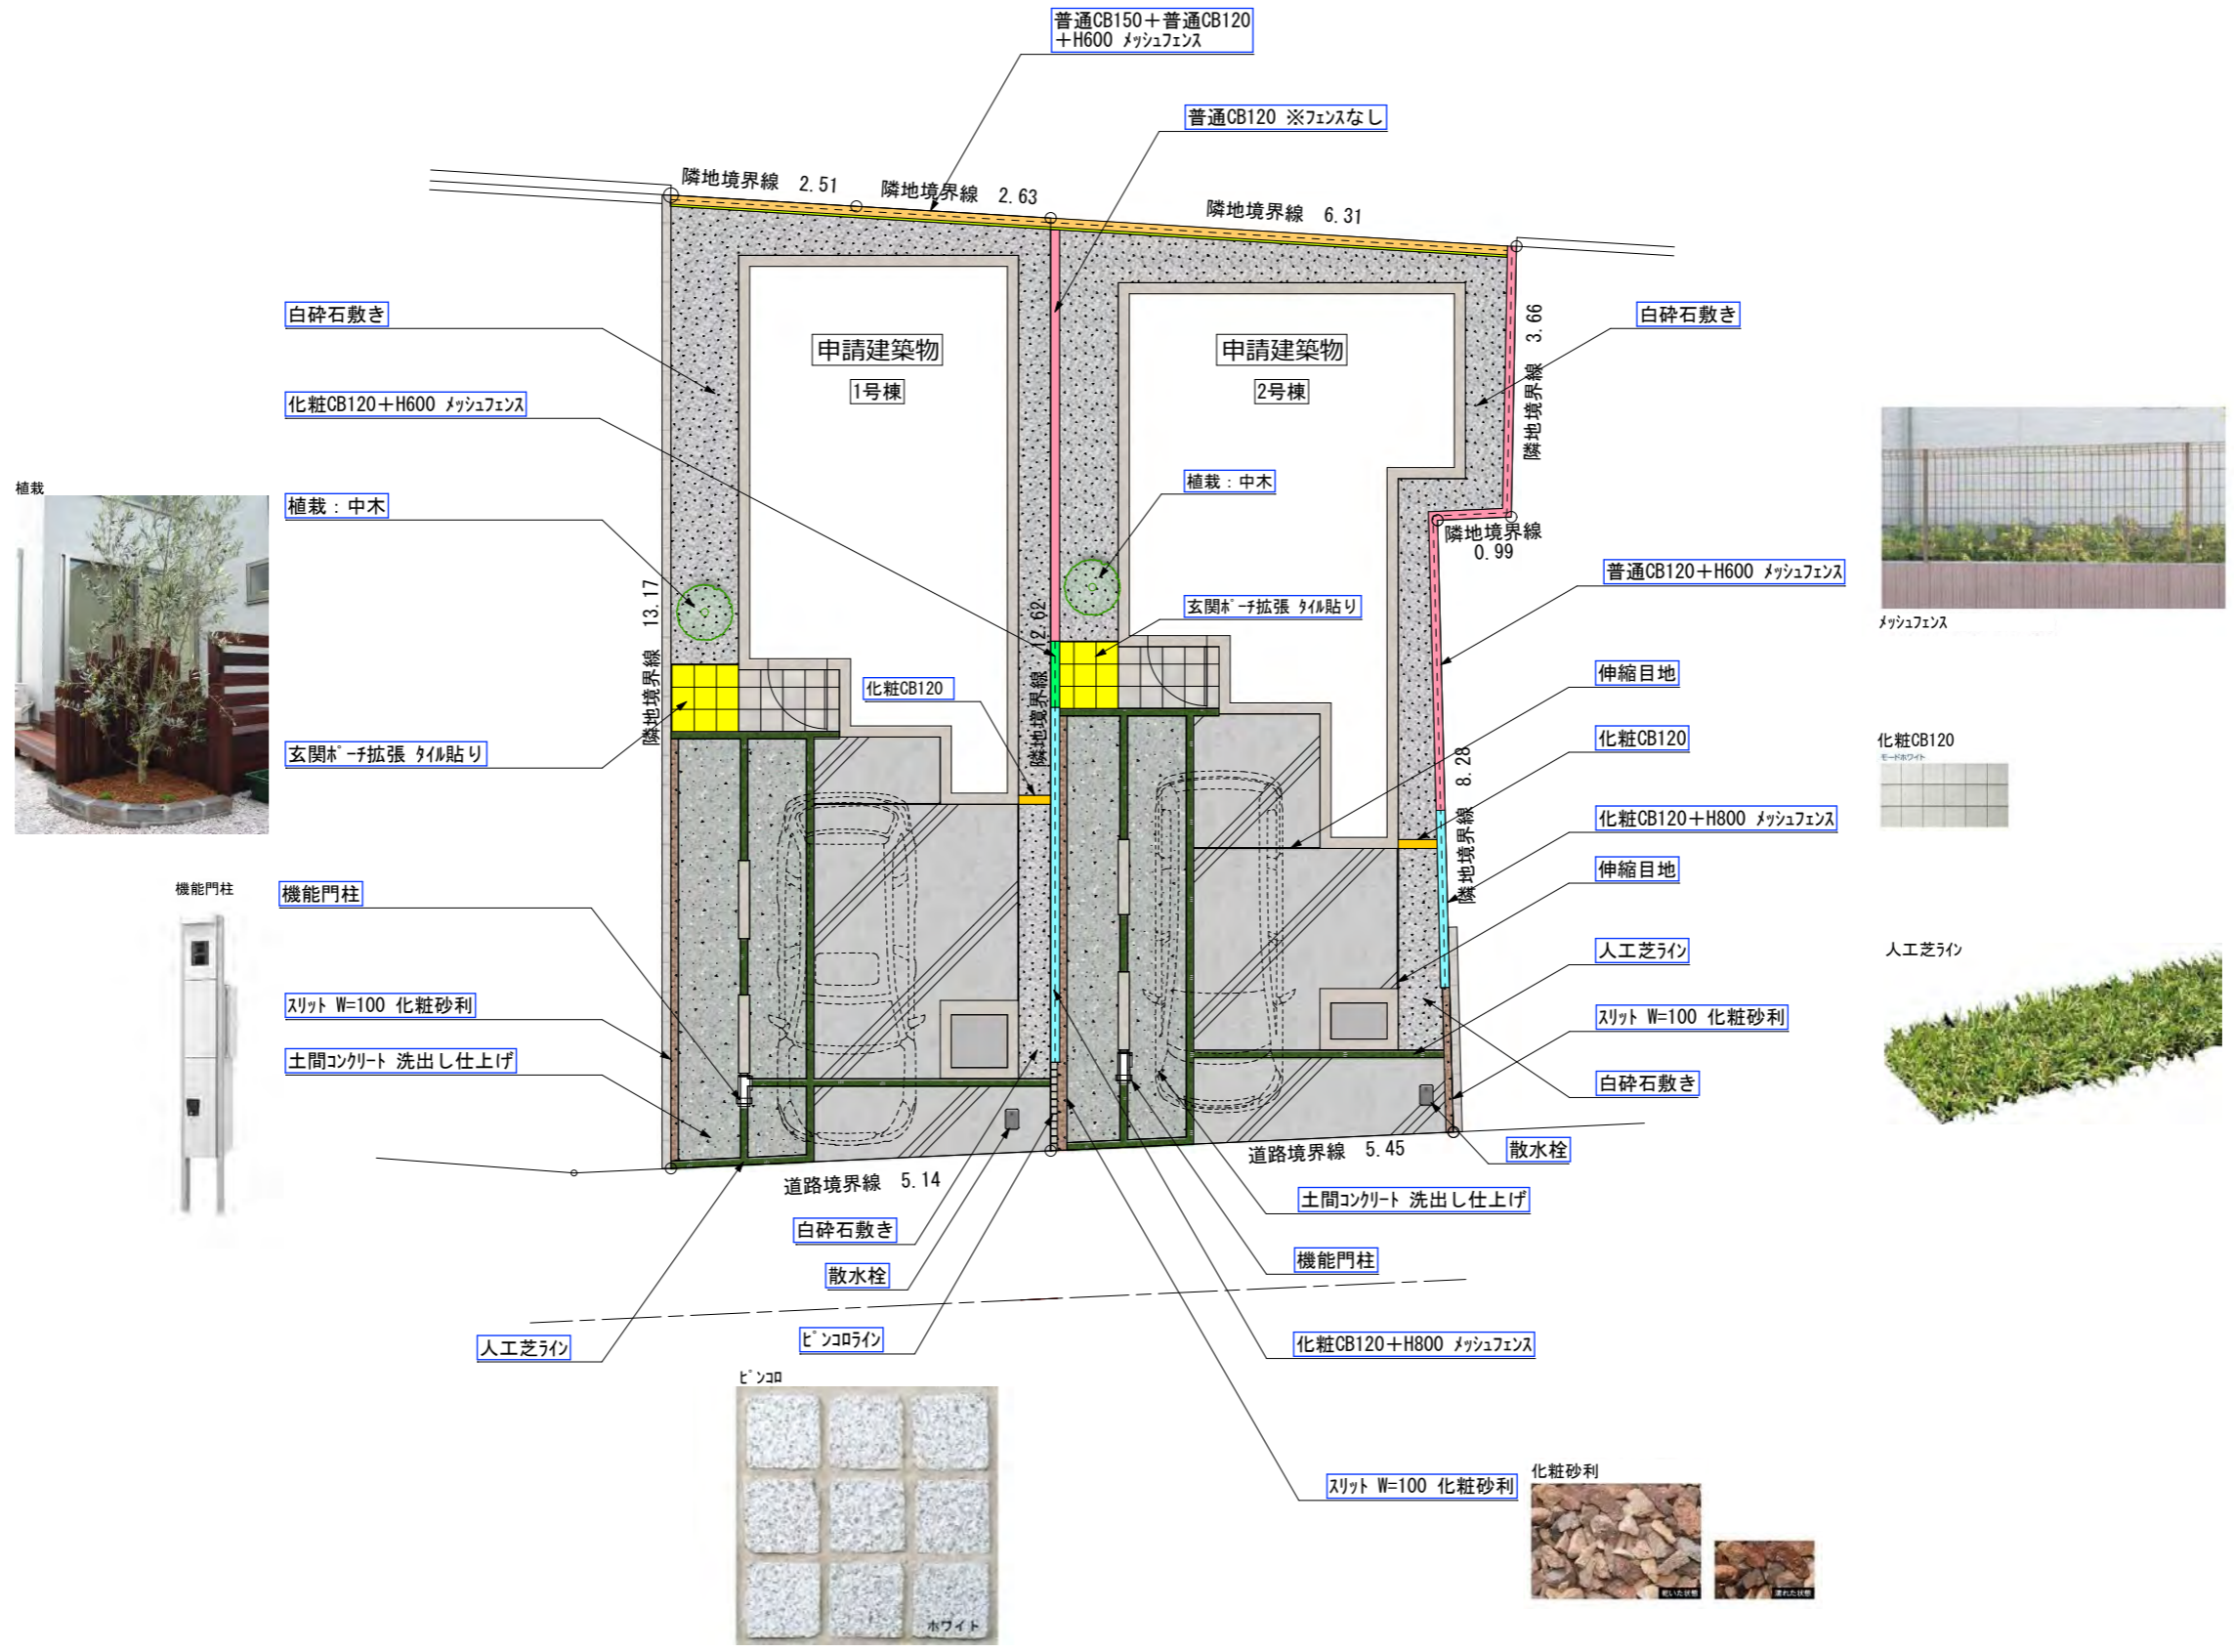 普通CB150＋普通CB120
＋H600 ﾒｯｼｭﾌｪﾝｽ
普通CB120 ※ﾌｪﾝｽなし
隣地境界線 2.51
隣地境界線 2.63
隣地境界線 6.31
白砕石敷き
申請建築物
1号棟
申請建築物
2号棟
隣地境界線 3.66
白砕石敷き
化粧CB120＋H600 ﾒｯｼｭﾌｪﾝｽ
植栽
植栽：中木
植栽：中木
隣地境界線
0.99
普通CB120＋H600 ﾒｯｼｭﾌｪﾝｽ
ﾒｯｼｭﾌｪﾝｽ
隣地境界線 13.17
隣地境界線 12.62
玄関ﾎﾟｰﾁ拡張 ﾀｲﾙ貼り
化粧CB120
伸縮目地
玄関ﾎﾟｰﾁ拡張 ﾀｲﾙ貼り
化粧CB120
化粧CB120
モードホワイト
隣地境界線 8.28
化粧CB120＋H800 ﾒｯｼｭﾌｪﾝｽ
伸縮目地
機能門柱
機能門柱
人工芝ﾗｲﾝ
人工芝ﾗｲﾝ
ｽﾘｯﾄ W=100 化粧砂利
ｽﾘｯﾄ W=100 化粧砂利
土間ｺﾝｸﾘｰﾄ 洗出し仕上げ
白砕石敷き
散水栓
道路境界線 5.14
道路境界線 5.45
土間ｺﾝｸﾘｰﾄ 洗出し仕上げ
白砕石敷き
機能門柱
散水栓
人工芝ﾗｲﾝ
ﾋﾟﾝｺﾛﾗｲﾝ
化粧CB120＋H800 ﾒｯｼｭﾌｪﾝｽ
ﾋﾟﾝｺﾛ
ホワイト
ｽﾘｯﾄ W=100 化粧砂利
化粧砂利
乾いた状態
濡れた状態